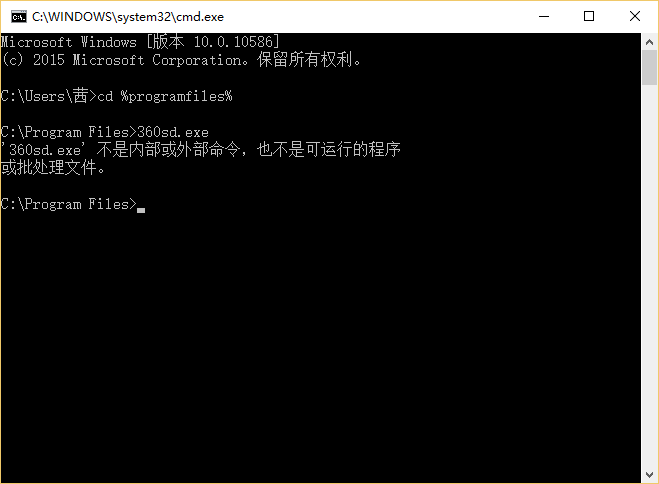 C:\WINDOWS\system32\cmd.exe
Microsoft Windows [版本 10.0.10586]
(c) 2015 Microsoft Corporation。保留所有权利。
C:\Users\茜>cd %programfiles%
C:\Program Files>360sd.exe
'360sd.exe' 不是内部或外部命令，也不是可运行的程序
或批处理文件。
C:\Program Files>